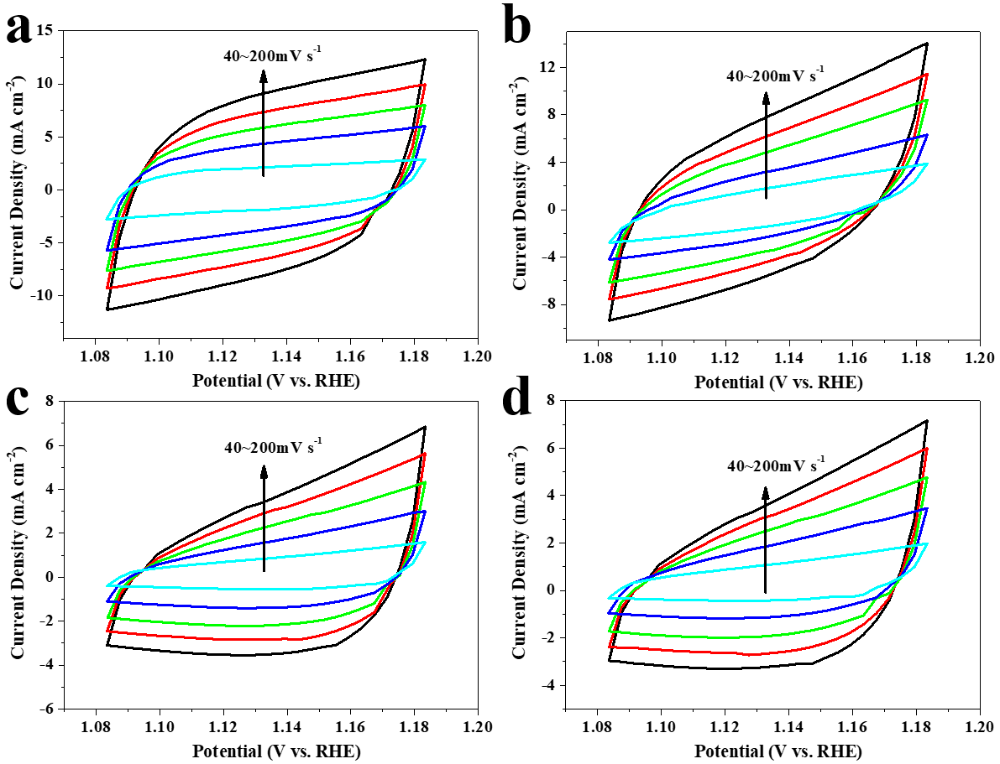 a
15
10
5
0
-5
-10
1.08 1.10 1.12 1.14 1.16 1.18 1.20
Potential (V vs. RHE)
Current Density (mA cm-2)
40~200mV s-1
b
12
8
4
0
-4
-8
1.08 1.10 1.12 1.14 1.16 1.18 1.20
Potential (V vs. RHE)
Current Density (mA cm-2)
40~200mV s-1
c
8
6
4
2
0
-2
-4
-6
1.08 1.10 1.12 1.14 1.16 1.18 1.20
Potential (V vs. RHE)
Current Density (mA cm-2)
40~200mV s-1
d
8
6
4
2
0
-2
-4
1.08 1.10 1.12 1.14 1.16 1.18 1.20
Potential (V vs. RHE)
Current Density (mA cm-2)
40~200mV s-1